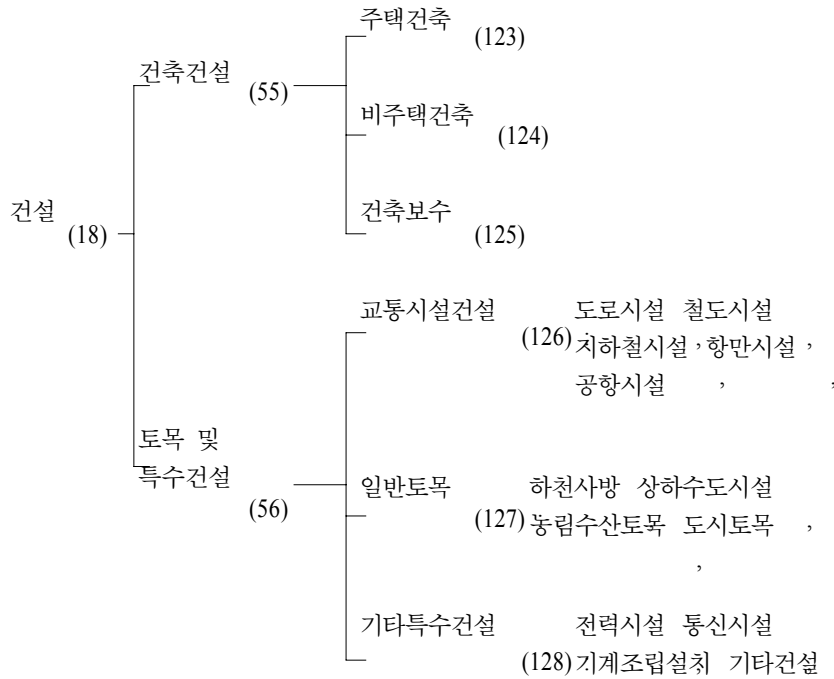 주택건축 (123)
건축건설 (55)
비주택건축 (124)
건설 (18)
건축보수 (125)
교통시설건설 (126) 도로시설 철도시설
지하철시설, 항만시설,
공항시설 , ,
토목 및
특수건설 (56)
일반토목 (127) 하천사방 상하수도시설
농림수산토목 도시토목 ,
,
기타특수건설 (128) 전력시설 통신시설
기계조립설치, 기타건설,